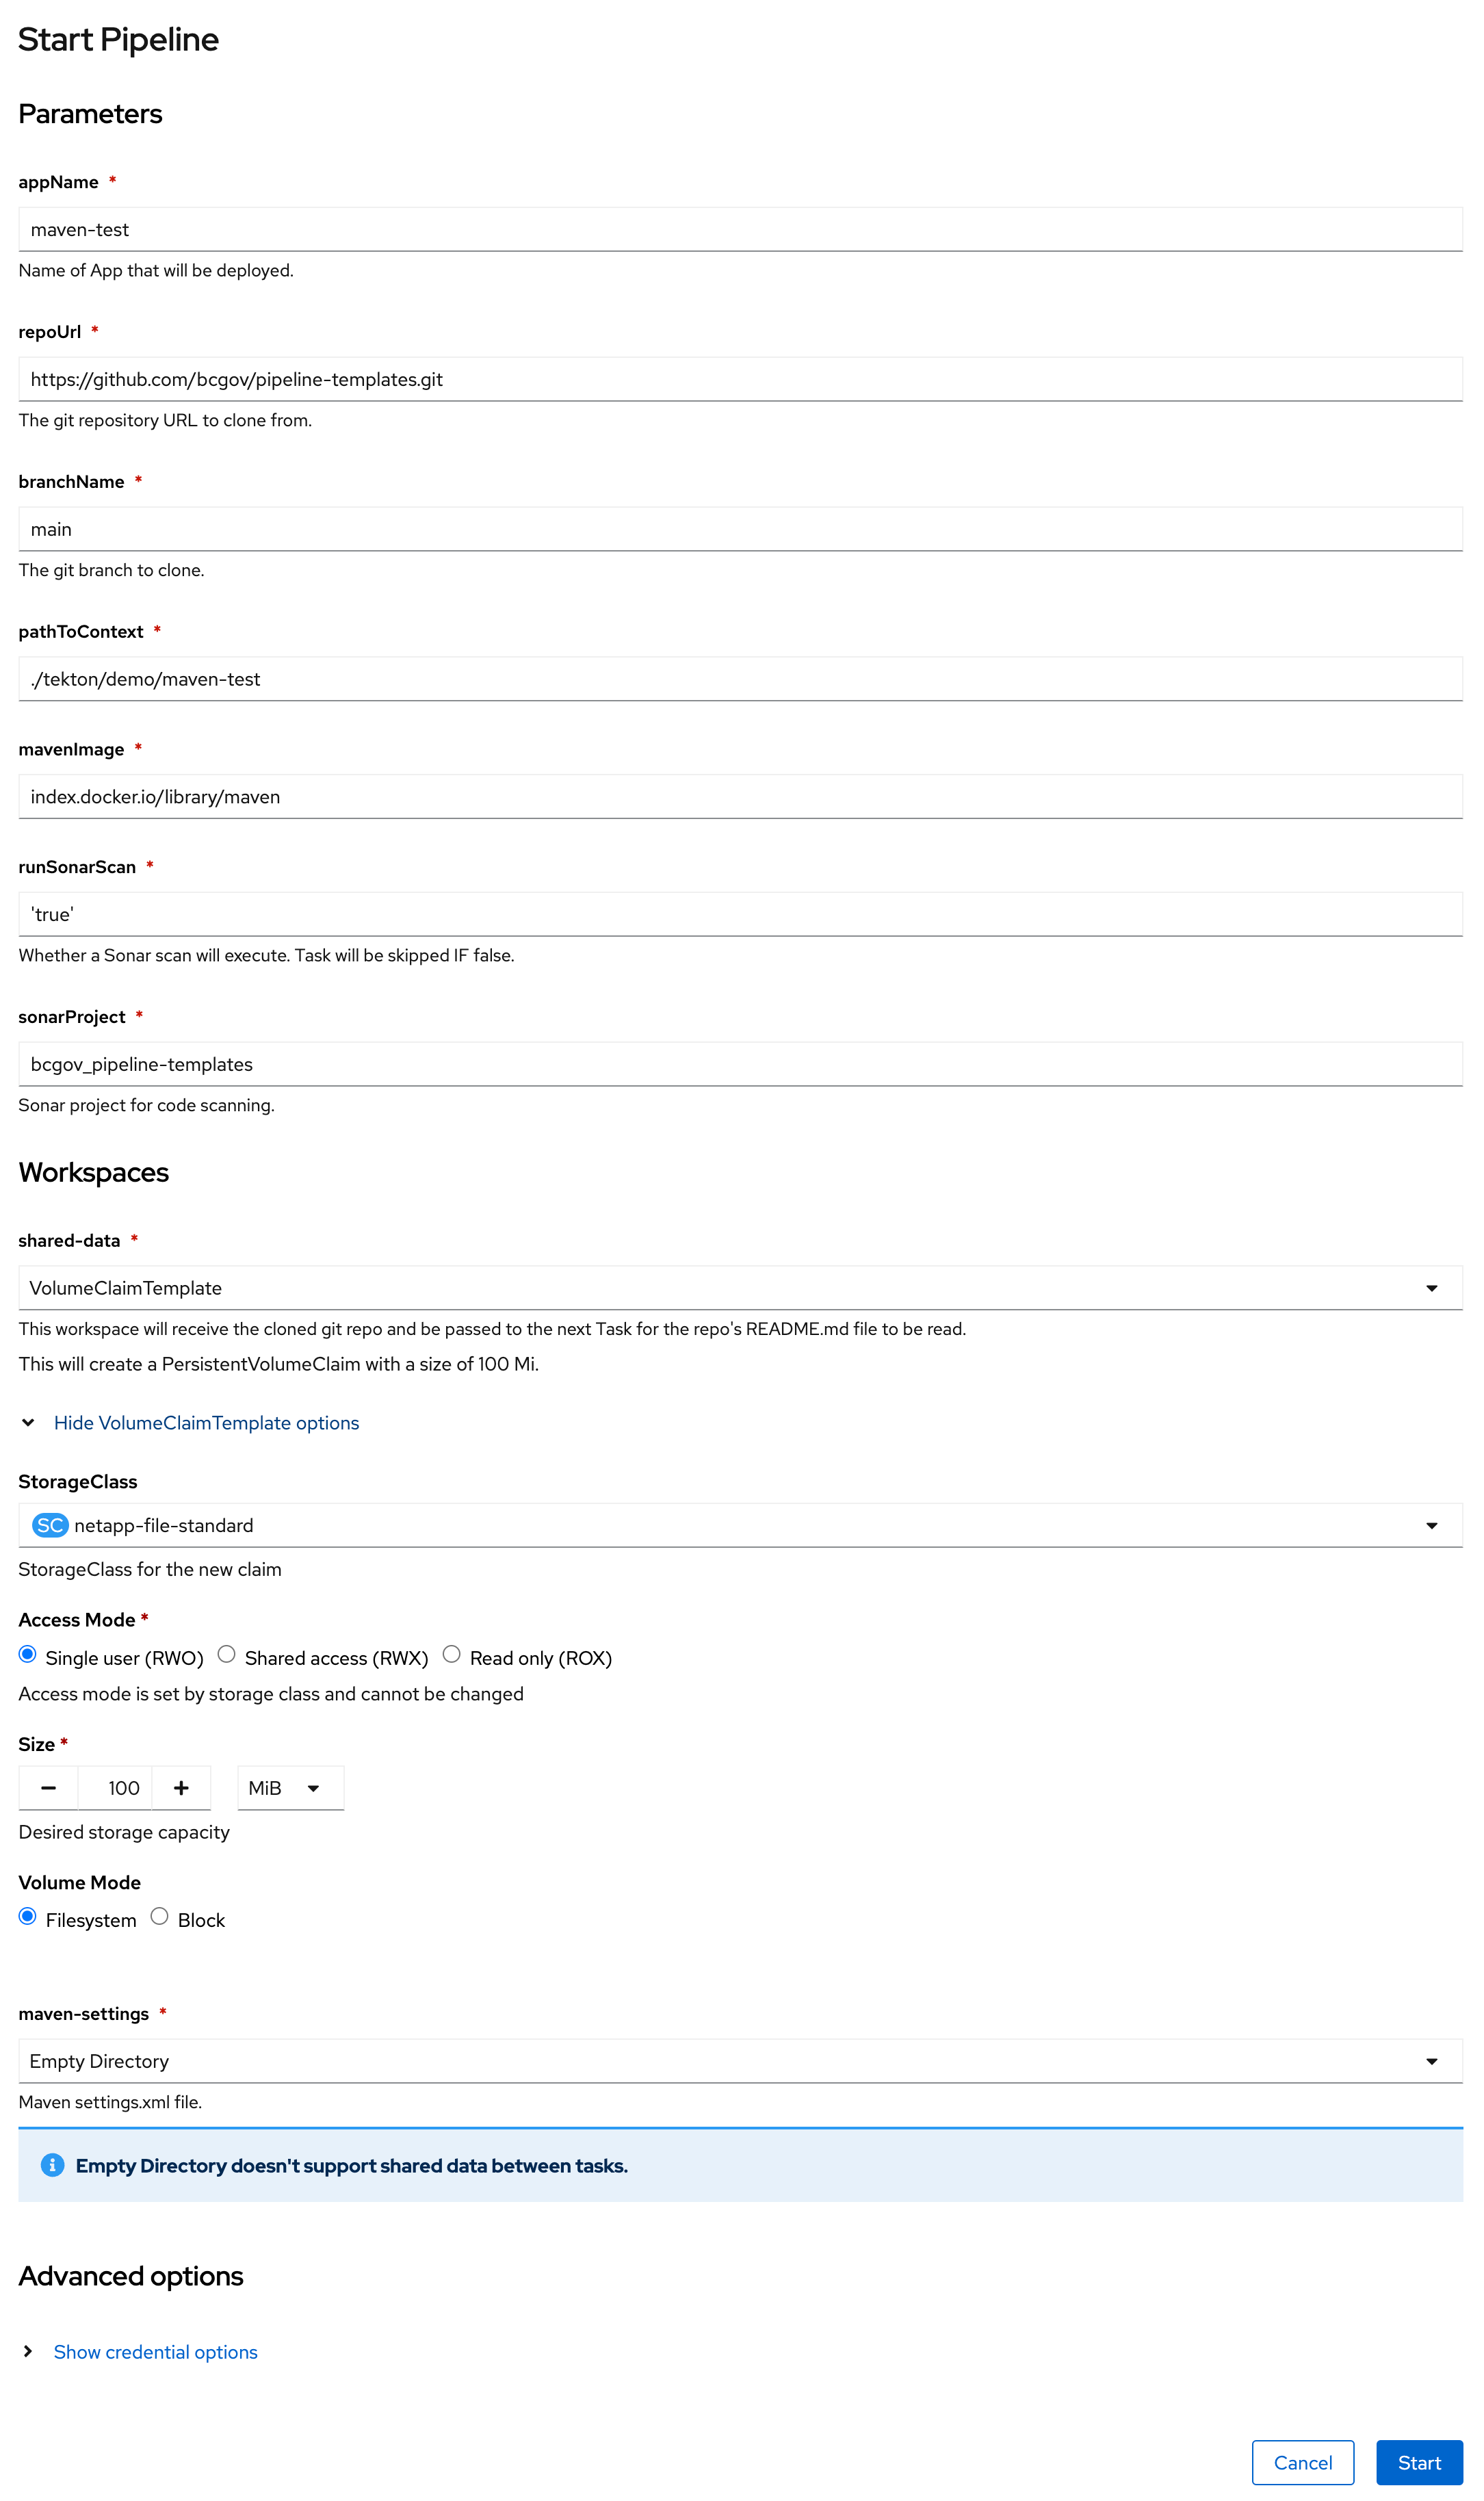 Start Pipeline
Parameters
appName *
maven-test
Name of App that will be deployed.
repoUrl *
https://github.com/bcgov/pipeline-templates.git
The git repository URL to clone from.
branchName *
main
The git branch to clone.
pathToContext *
./tekton/demo/maven-test
mavenImage *
index.docker.io/library/maven
runSonarScan *
'true'
Whether a Sonar scan will execute. Task will be skipped IF false.
sonarProject *
bcgov_pipeline-templates
Sonar project for code scanning.
Workspaces
shared-data *
VolumeClaimTemplate
This workspace will receive the cloned git repo and be passed to the next Task for the repo's README.md file to be read.
This will create a PersistentVolumeClaim with a size of 100 Mi.
Hide VolumeClaimTemplate options
StorageClass
SC netapp-file-standard
StorageClass for the new claim
Access Mode *
Single user (RWO) Shared access (RWX) Read only (ROX)
Access mode is set by storage class and cannot be changed
Size *
100 MiB
Desired storage capacity
Volume Mode
Filesystem Block
maven-settings *
Empty Directory
Maven settings.xml file.
Empty Directory doesn't support shared data between tasks.
Advanced options
Show credential options
Cancel Start